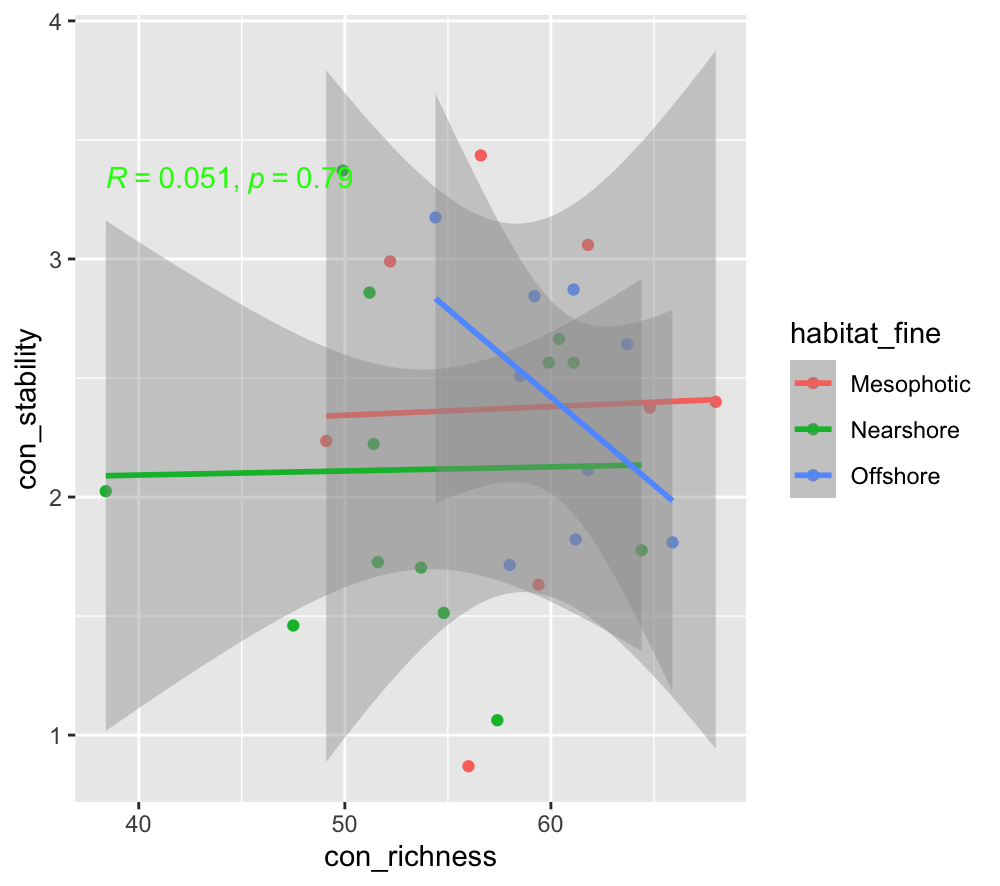 4
R = 0.051, p = 0.79
3
2
1
con_stability
40 50 60
con_richness
habitat_fine
Mesophotic
Nearshore
Offshore